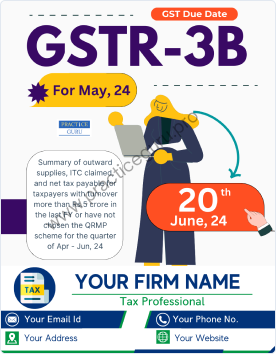 GST Due Date
GSTR-3B
For May, 24
PRACTICE
GURU
Summary of outward
supplies, ITC claimed
and net tax payable for
taxpayers with turnover
more than ₹ 5 crore in
the last FY or have not
chosen the QRMP
scheme for the quarter
of Apr - Jun, 24
20th
June, 24
TAX
YOUR FIRM NAME
Tax Professional
Your Email Id
Your Phone No.
Your Address
Your Website